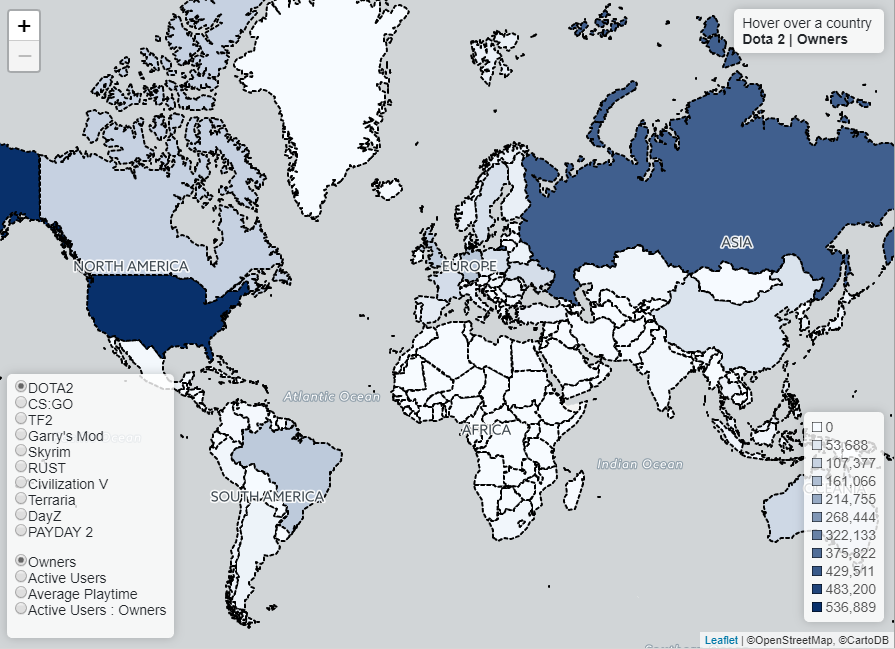 +
−
Hover over a country
Dota 2 | Owners
ASIA
NORTH AMERICA
EUROPE
Atlantic Ocean
AFRICA
Indian Ocean
SOUTH AMERICA
DOTA2
CS:GO
TF2
Garry's Mod
Skyrim
RUST
Civilization V
Terraria
DayZ
PAYDAY 2
Owners
Active Users
Average Playtime
Active Users : Owners
0
53,688
107,377
161,066
214,755
268,444
322,133
375,822
429,511
483,200
536,889
Leaflet | ©OpenStreetMap, ©CartoDB